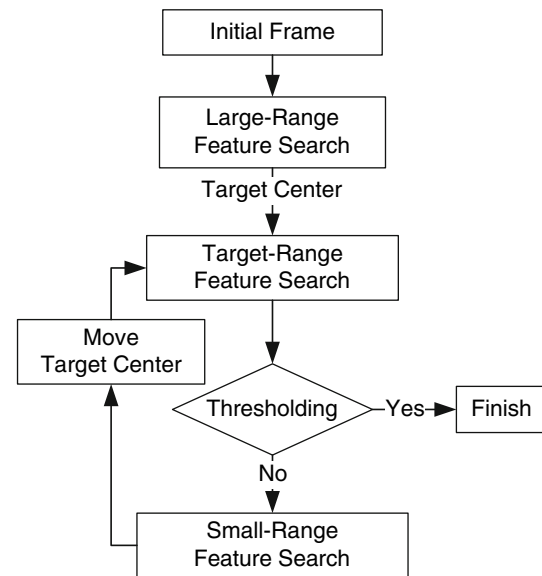 Initial Frame
Large-Range
Feature Search
Target Center
Target-Range
Feature Search
Move
Target Center
Thresholding
Yes
Finish
No
Small-Range
Feature Search